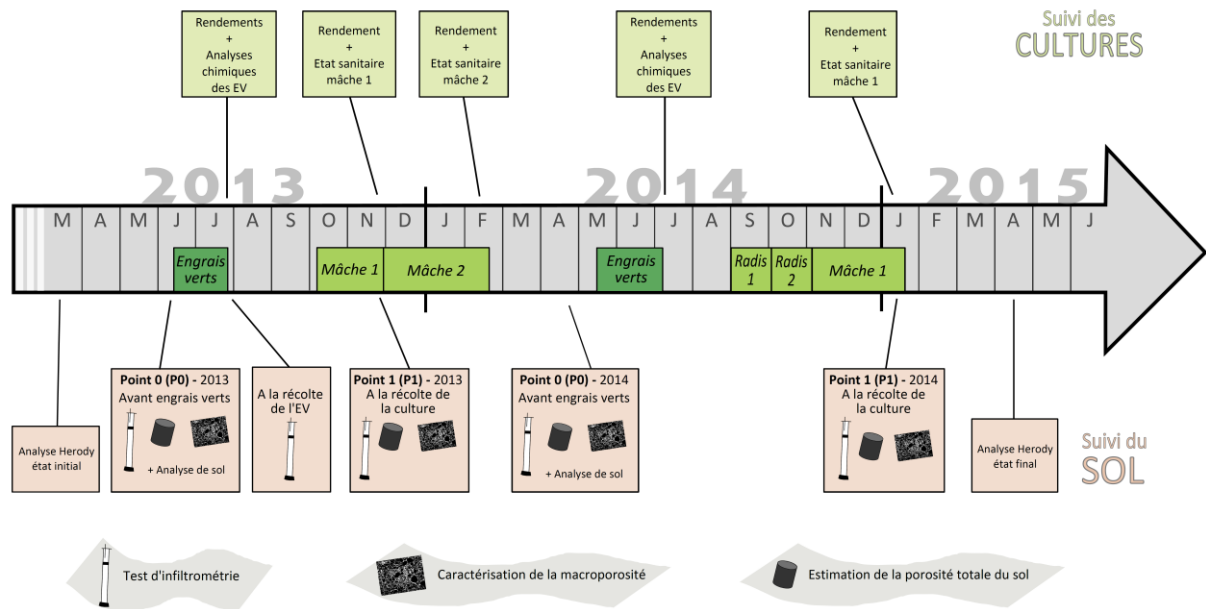 Rendements
+
Analyses
chimiques
des EV
Rendement
+
Etat sanitaire
mâche 1
Rendement
+
Etat sanitaire
mâche 2
Rendements
+
Analyses
chimiques
des EV
Rendement
+
Etat sanitaire
mâche 1
Suivi des
CULTURES
2013 2014 2015
M A M J J A S O N D J F M A M J J A S O N D J F M A M J
Engrais
verts
Mâche 1
Mâche 2
Engrais
verts
Radis
1
Radis
2
Mâche 1
Analyse Herody
état initial
Point 0 (P0) - 2013
Avant engrais verts
+ Analyse de sol
A la récolte
de l'EV
Point 1 (P1) - 2013
A la récolte de
la culture
Point 0 (P0) - 2014
Avant engrais verts
+ Analyse de sol
Point 1 (P1) - 2014
A la récolte de
la culture
Analyse Herody
état final
Suivi du
SOL
Test d'infiltrométrie
Caractérisation de la macroporosité
Estimation de la porosité totale du sol